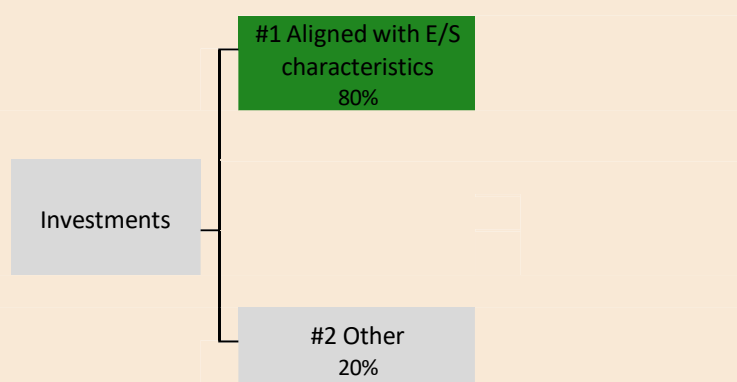 #1 Aligned with E/S
characteristics
80%
Investments
#2 Other
20%